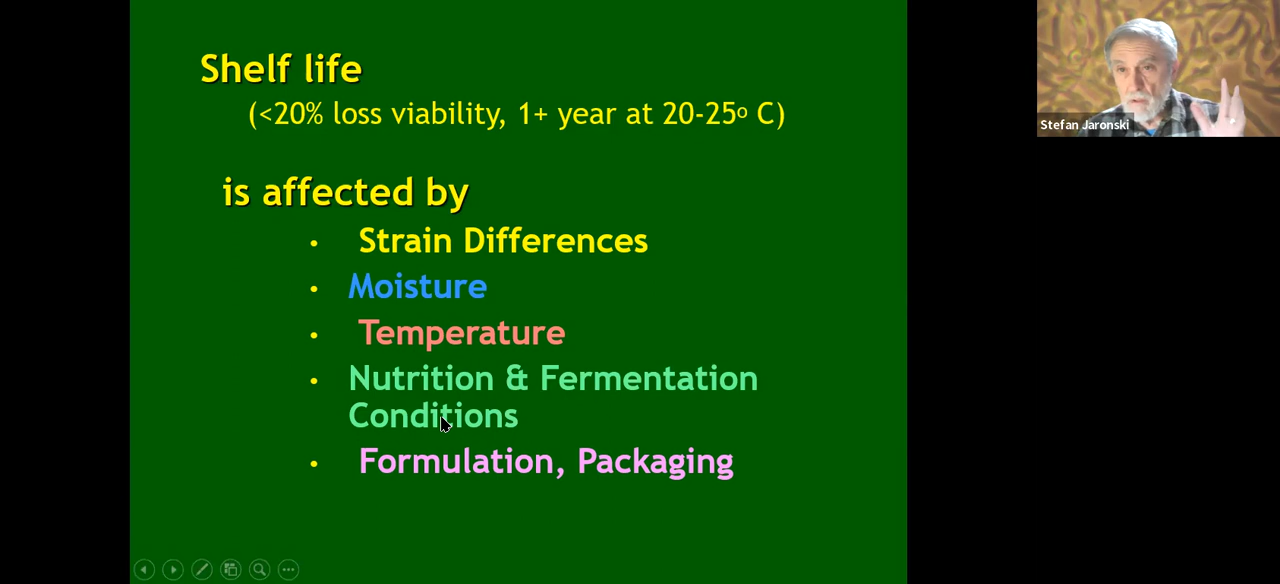 Shelf life
(<20% loss viability, 1+ year at 20-25º C)
is affected by
• Strain Differences
• Moisture
• Temperature
• Nutrition & Fermentation
Conditions
• Formulation, Packaging
Stefan Jaronski